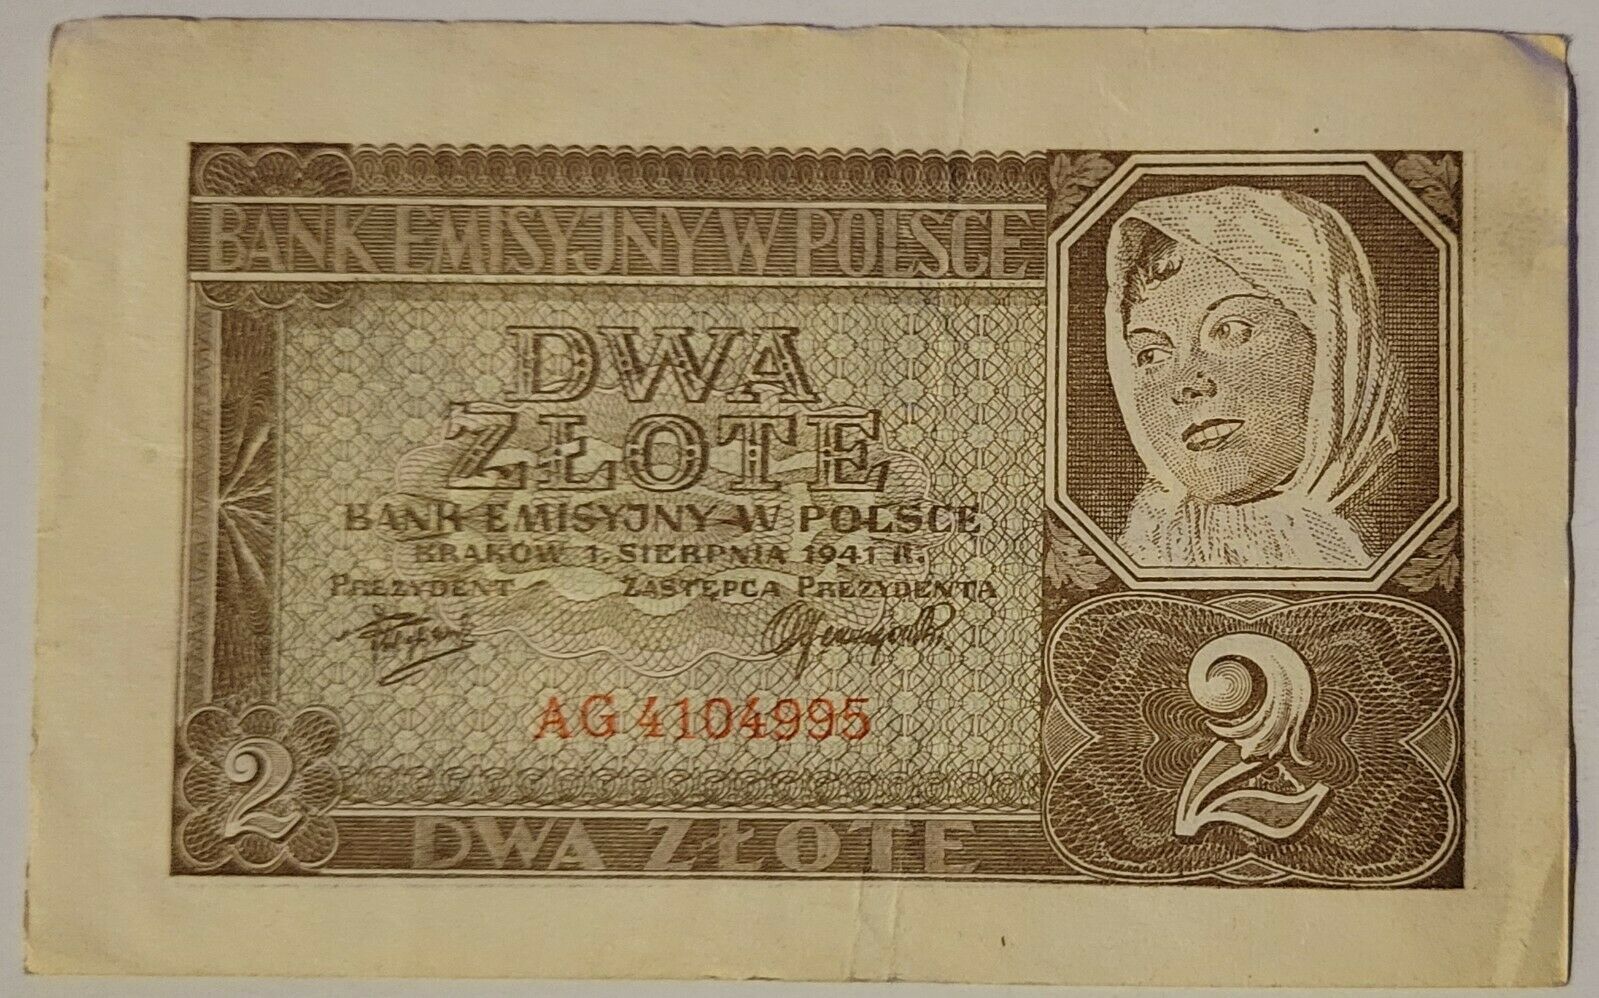 BANK EMISYJNY W POLSCE
DWA
ZŁOTE
BANK EMISYJNY W POLSCE
KRAKÓW 1. SIERPNIA 1941 R.
PREZYDENT ZASTĘPCA PREZYDENTA
AG 4104995
2
2
DWA ZŁOTE